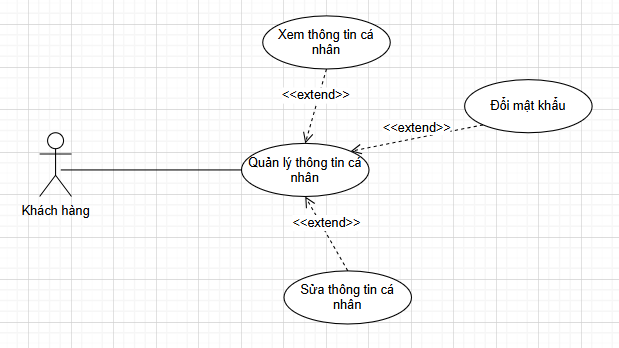 Xem thông tin cá
nhân
<<extend>>
Đổi mật khẩu
<<extend>>
Quản lý thông tin cá
nhân
Khách hàng
<<extend>>
Sửa thông tin cá
nhân